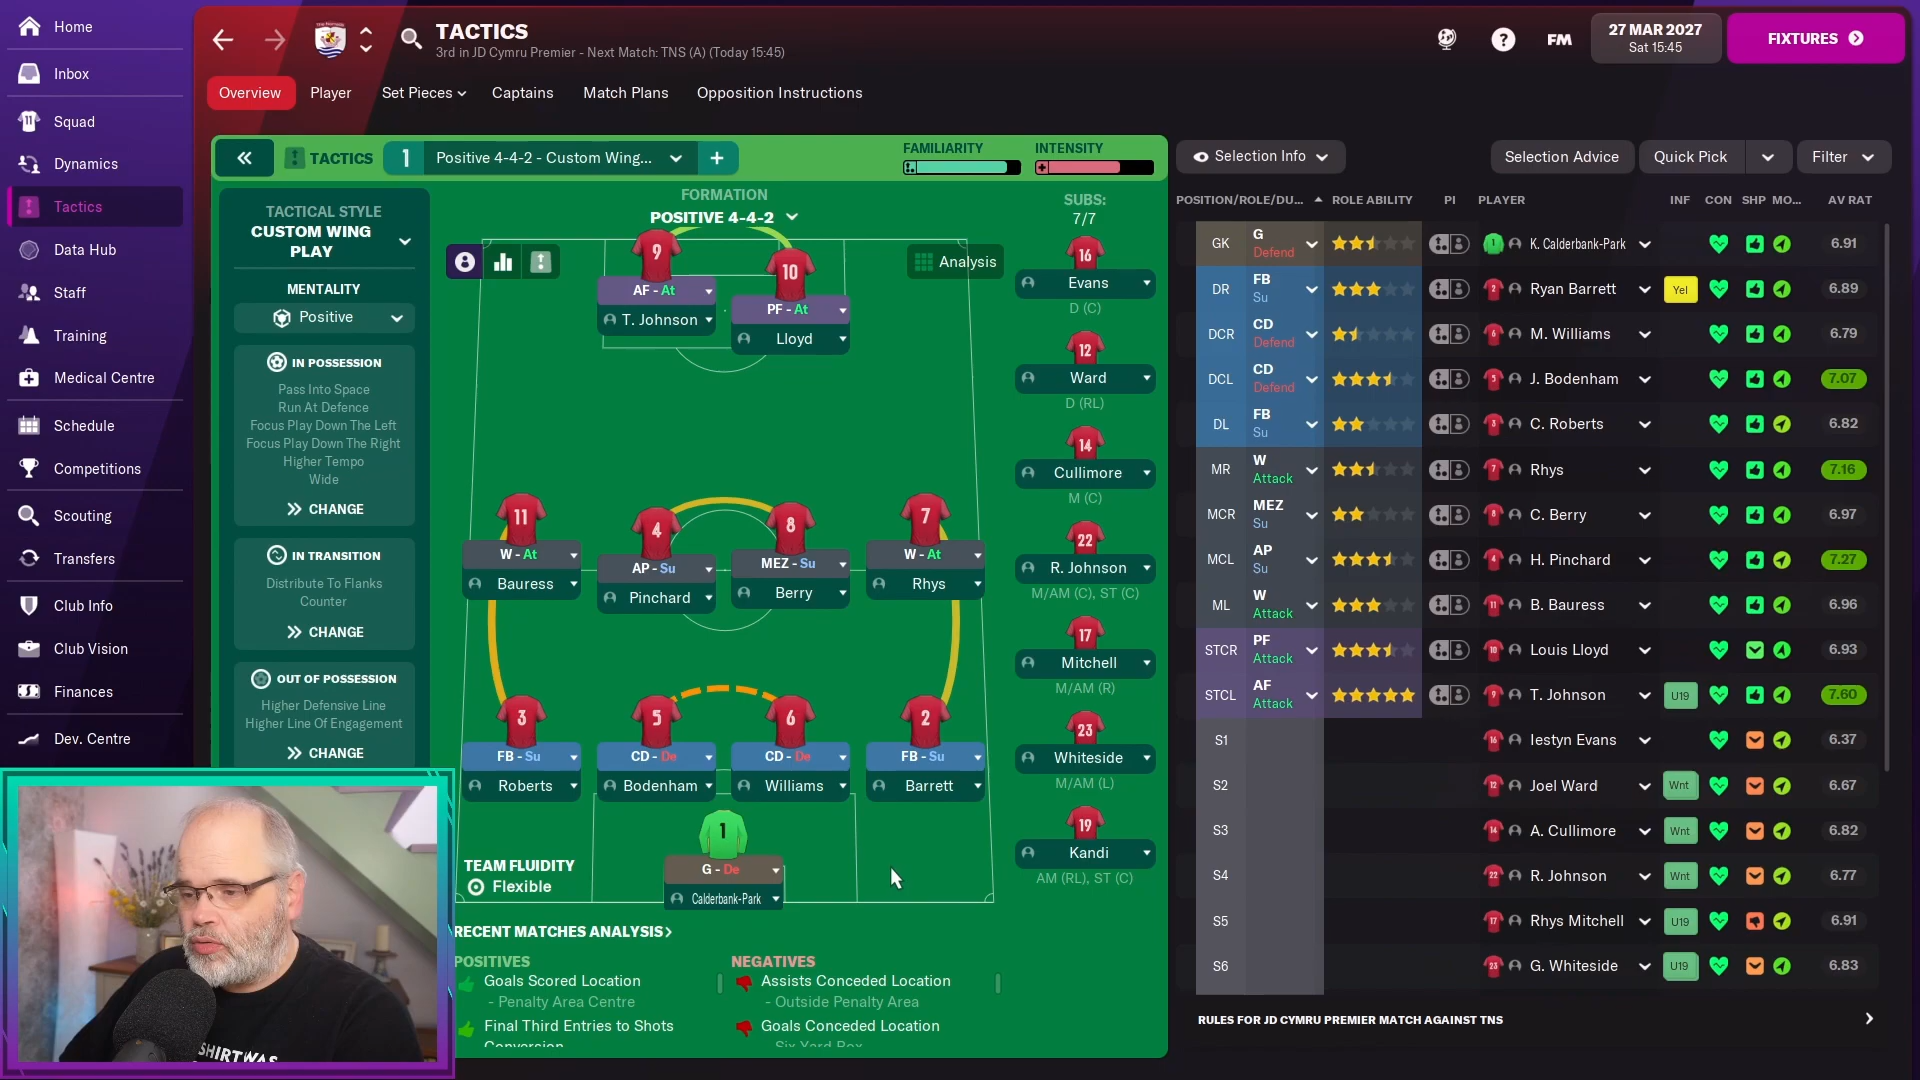 Home
Inbox
Squad
Dynamics
Tactics
Data Hub
Staff
Training
Medical Centre
Schedule
Competitions
Scouting
Transfers
Club Info
Club Vision
Finances
Dev. Centre
TACTICS
3rd in JD Cymru Premier - Next Match: TNS (A) (Today 15:45)
FM
27 MAR 2027
Sat 15:45
FIXTURES
Overview
Player
Set Pieces
Captains
Match Plans
Opposition Instructions
TACTICS
1
Positive 4-4-2 - Custom Wing...
FAMILIARITY
INTENSITY
TACTICAL STYLE
CUSTOM WING
PLAY
MENTALITY
Positive
IN POSSESSION
Pass Into Space
Run At Defence
Focus Play Down The Left
Focus Play Down The Right
Higher Tempo
Wide
CHANGE
IN TRANSITION
Distribute To Flanks
Counter
CHANGE
OUT OF POSSESSION
Higher Defensive Line
Higher Line Of Engagement
CHANGE
FORMATION
POSITIVE 4-4-2
Analysis
9
AF - At
T. Johnson
10
PF - At
Lloyd
11
W - At
Bauress
4
AP - Su
Pinchard
8
MEZ - Su
Berry
7
W - At
Rhys
3
FB - Su
Roberts
5
CD - De
Bodenham
6
CD - De
Williams
2
FB - Su
Barrett
1
G - De
Calderbank-Park
TEAM FLUIDITY
Flexible
SUBS:
7/7
16
Evans
D (C)
12
Ward
D (RL)
14
Cullimore
M (C)
22
R. Johnson
M/AM (C), ST (C)
17
Mitchell
M/AM (R)
23
Whiteside
M/AM (L)
19
Kandi
AM (RL), ST (C)
RECENT MATCHES ANALYSIS
POSITIVES
Goals Scored Location
- Penalty Area Centre
Final Third Entries to Shots
Conversion
NEGATIVES
Assists Conceded Location
- Outside Penalty Area
Goals Conceded Location
- Six Yard Box
Selection Info
Selection Advice
Quick Pick
Filter
POSITION/ROLE/DU... ROLE ABILITY PI PLAYER INF CON SHP MO... AV RAT
GK G Defend K. Calderbank-Park 6.91
DR FB Su Ryan Barrett Yel 6.89
DCR CD Defend M. Williams 6.79
DCL CD Defend J. Bodenham 7.07
DL FB Su C. Roberts 6.82
MR W Attack Rhys 7.16
MCR MEZ Su C. Berry 6.97
MCL AP Su H. Pinchard 7.27
ML W Attack B. Bauress 6.96
STCR PF Attack Louis Lloyd 6.93
STCL AF Attack T. Johnson U19 7.60
S1 Iestyn Evans 6.37
S2 Joel Ward Wnt 6.67
S3 A. Cullimore Wnt 6.82
S4 R. Johnson Wnt 6.77
S5 Rhys Mitchell U19 6.91
S6 G. Whiteside U19 6.83
RULES FOR JD CYMRU PREMIER MATCH AGAINST TNS
SHIRTWAS